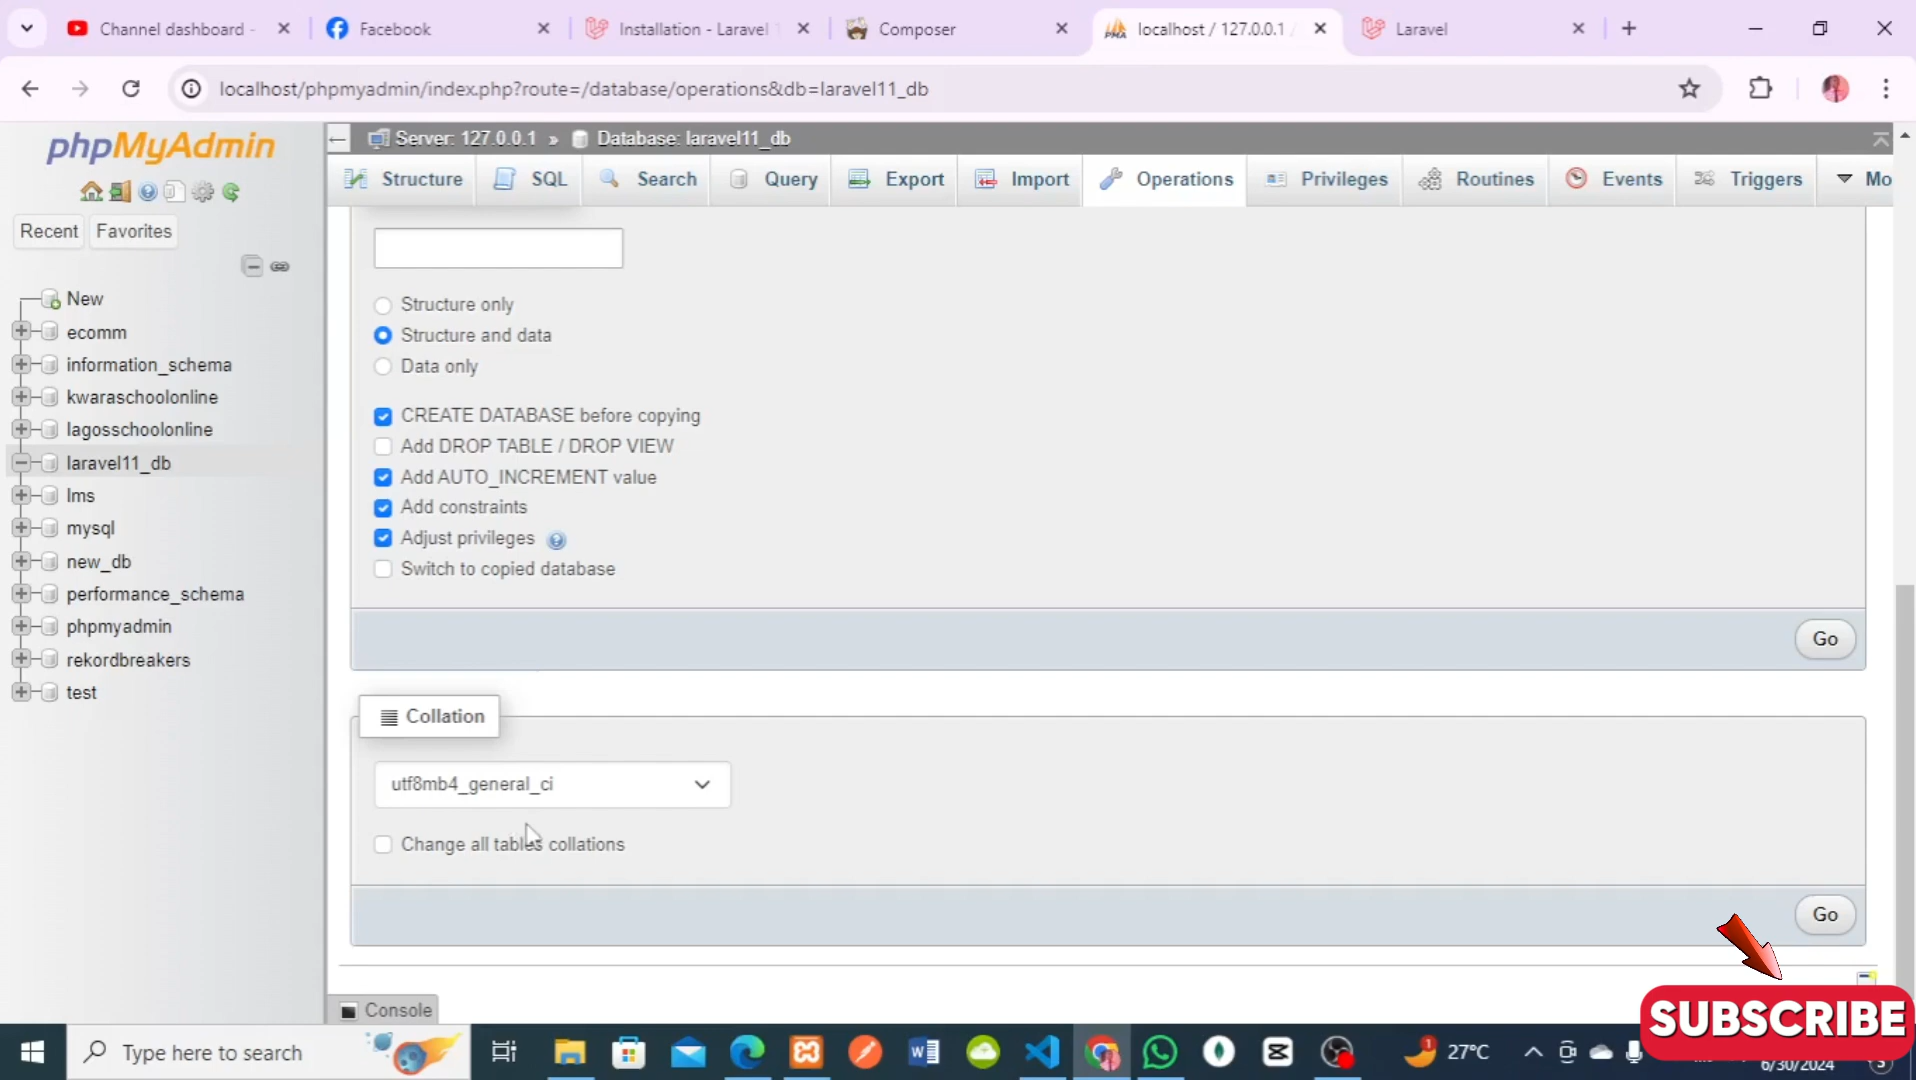 Channel dashboard -
Facebook
Installation - Laravel
Composer
localhost / 127.0.0.1 /
Laravel
localhost/phpmyadmin/index.php?route=/database/operations&db=laravel11_db
phpMyAdmin
Recent
Favorites
New
ecomm
information_schema
kwaraschoolonline
lagosschoolonline
laravel11_db
lms
mysql
new_db
performance_schema
phpmyadmin
rekordbreakers
test
Server: 127.0.0.1 » Database: laravel11_db
Structure
SQL
Search
Query
Export
Import
Operations
Privileges
Routines
Events
Triggers
Mo
Structure only
Structure and data
Data only
CREATE DATABASE before copying
Add DROP TABLE / DROP VIEW
Add AUTO_INCREMENT value
Add constraints
Adjust privileges
Switch to copied database
Go
Collation
utf8mb4_general_ci
Change all tables collations
Go
Console
SUBSCRIBE
Type here to search
27°C
6/30/2024